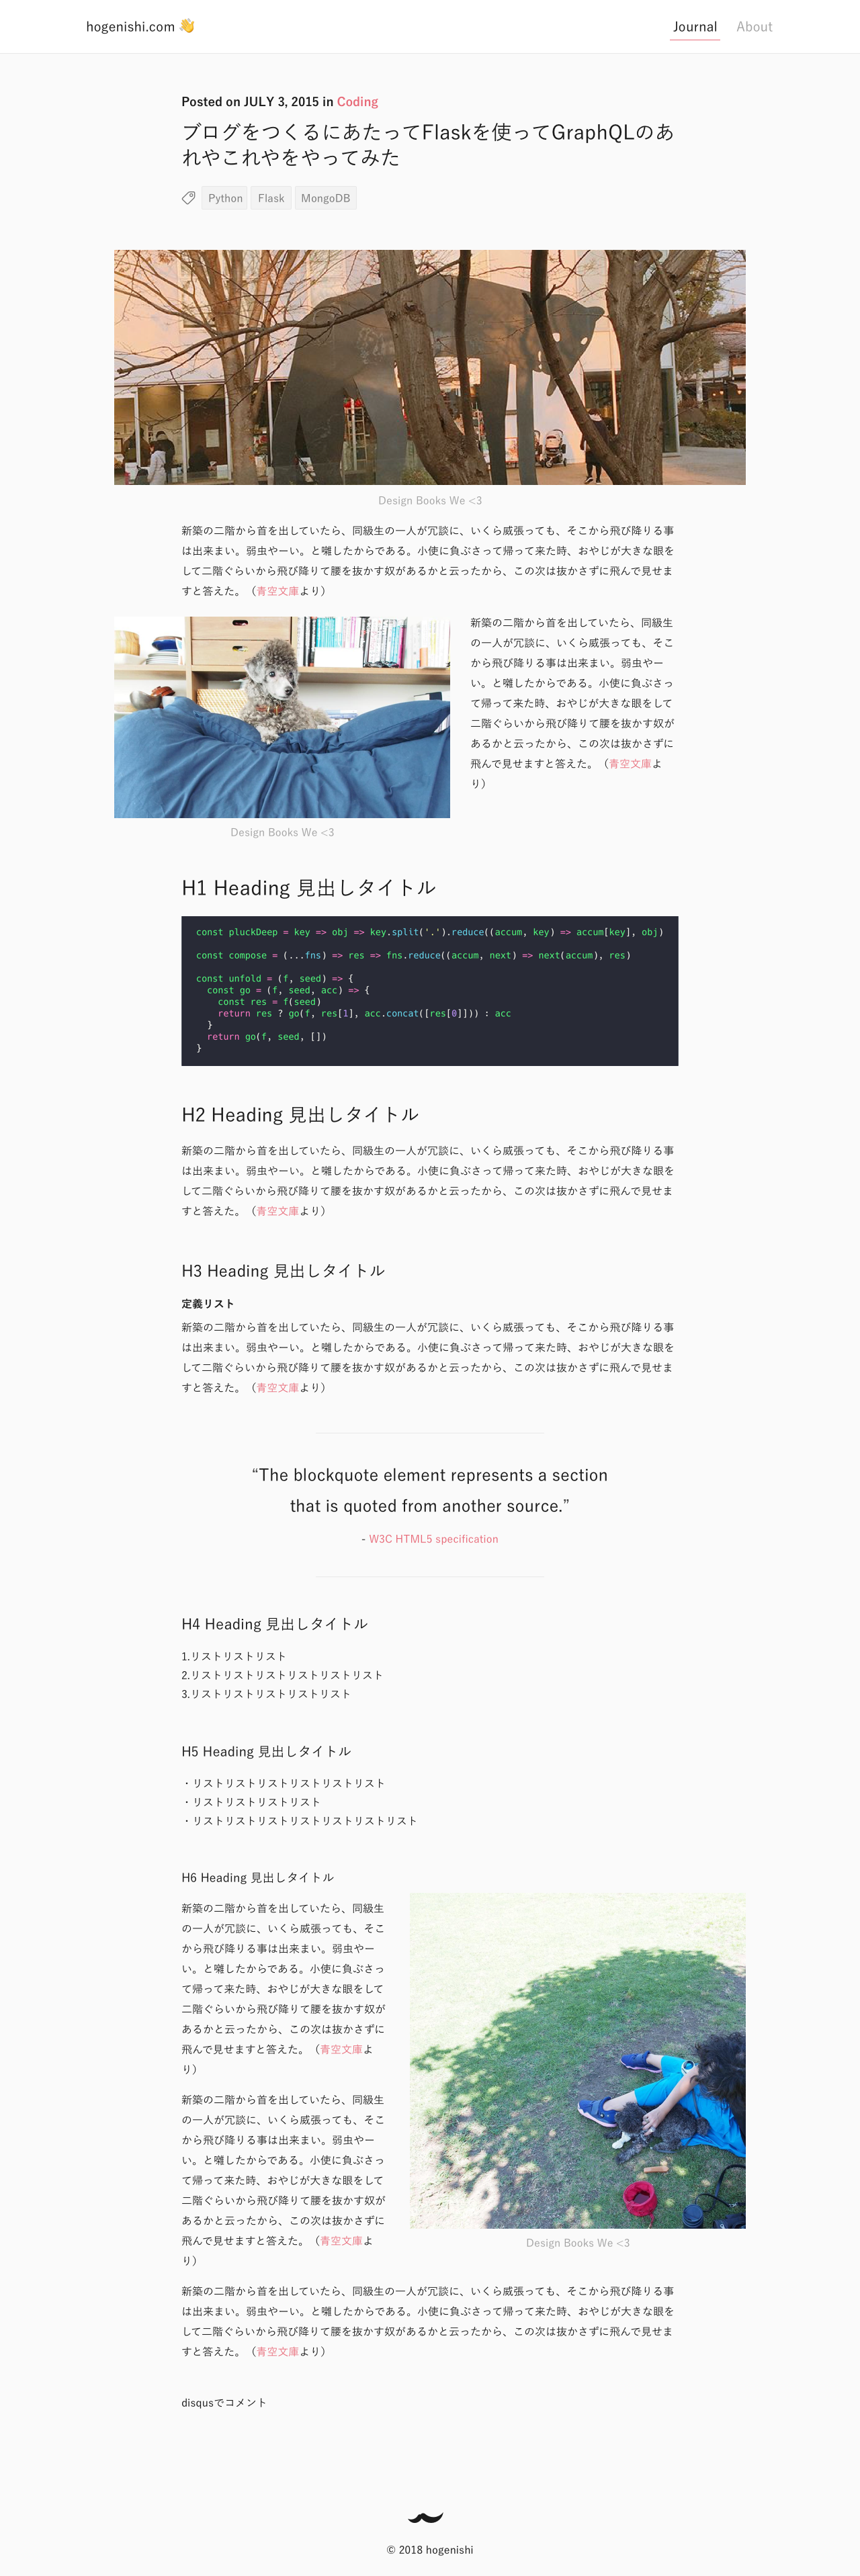 hogenishi.com 👋
Journal
About
Posted on JULY 3, 2015 in Coding
ブログをつくるにあたってFlaskを使ってGraphQLのあ
れやこれやをやってみた
Python
Flask
MongoDB
Design Books We <3
新築の二階から首を出していたら、同級生の一人が冗談に、いくら威張っても、そこから飛び降りる事
は出来まい。弱虫やーい。と囃したからである。小使に負ぶさって帰って来た時、おやじが大きな眼を
して二階ぐらいから飛び降りて腰を抜かす奴があるかと云ったから、この次は抜かさずに飛んで見せま
すと答えた。（青空文庫より）
新築の二階から首を出していたら、同級生
の一人が冗談に、いくら威張っても、そこ
から飛び降りる事は出来まい。弱虫やー
い。と囃したからである。小使に負ぶさっ
て帰って来た時、おやじが大きな眼をして
二階ぐらいから飛び降りて腰を抜かす奴が
あるかと云ったから、この次は抜かさずに
飛んで見せますと答えた。（青空文庫よ
り）
Design Books We <3
H1 Heading 見出しタイトル
const pluckDeep = key => obj => key.split('.').reduce((accum, key) => accum[key], obj)
const compose = (...fns) => res => fns.reduce((accum, next) => next(accum), res)
const unfold = (f, seed) => {
  const go = (f, seed, acc) => {
    const res = f(seed)
    return res ? go(f, res[1], acc.concat([res[0]])) : acc
  }
  return go(f, seed, [])
}
H2 Heading 見出しタイトル
新築の二階から首を出していたら、同級生の一人が冗談に、いくら威張っても、そこから飛び降りる事
は出来まい。弱虫やーい。と囃したからである。小使に負ぶさって帰って来た時、おやじが大きな眼を
して二階ぐらいから飛び降りて腰を抜かす奴があるかと云ったから、この次は抜かさずに飛んで見せま
すと答えた。（青空文庫より）
H3 Heading 見出しタイトル
定義リスト
新築の二階から首を出していたら、同級生の一人が冗談に、いくら威張っても、そこから飛び降りる事
は出来まい。弱虫やーい。と囃したからである。小使に負ぶさって帰って来た時、おやじが大きな眼を
して二階ぐらいから飛び降りて腰を抜かす奴があるかと云ったから、この次は抜かさずに飛んで見せま
すと答えた。（青空文庫より）
“The blockquote element represents a section
that is quoted from another source.”
- W3C HTML5 specification
H4 Heading 見出しタイトル
1.リストリストリスト
2.リストリストリストリストリストリスト
3.リストリストリストリストリスト
H5 Heading 見出しタイトル
・リストリストリストリストリストリスト
・リストリストリストリスト
・リストリストリストリストリストリストリスト
H6 Heading 見出しタイトル
新築の二階から首を出していたら、同級生
の一人が冗談に、いくら威張っても、そこ
から飛び降りる事は出来まい。弱虫やー
い。と囃したからである。小使に負ぶさっ
て帰って来た時、おやじが大きな眼をして
二階ぐらいから飛び降りて腰を抜かす奴が
あるかと云ったから、この次は抜かさずに
飛んで見せますと答えた。（青空文庫よ
り）
新築の二階から首を出していたら、同級生
の一人が冗談に、いくら威張っても、そこ
から飛び降りる事は出来まい。弱虫やー
い。と囃したからである。小使に負ぶさっ
て帰って来た時、おやじが大きな眼をして
二階ぐらいから飛び降りて腰を抜かす奴が
あるかと云ったから、この次は抜かさずに
飛んで見せますと答えた。（青空文庫よ
り）
Design Books We <3
新築の二階から首を出していたら、同級生の一人が冗談に、いくら威張っても、そこから飛び降りる事
は出来まい。弱虫やーい。と囃したからである。小使に負ぶさって帰って来た時、おやじが大きな眼を
して二階ぐらいから飛び降りて腰を抜かす奴があるかと云ったから、この次は抜かさずに飛んで見せま
すと答えた。（青空文庫より）
disqusでコメント
© 2018 hogenishi